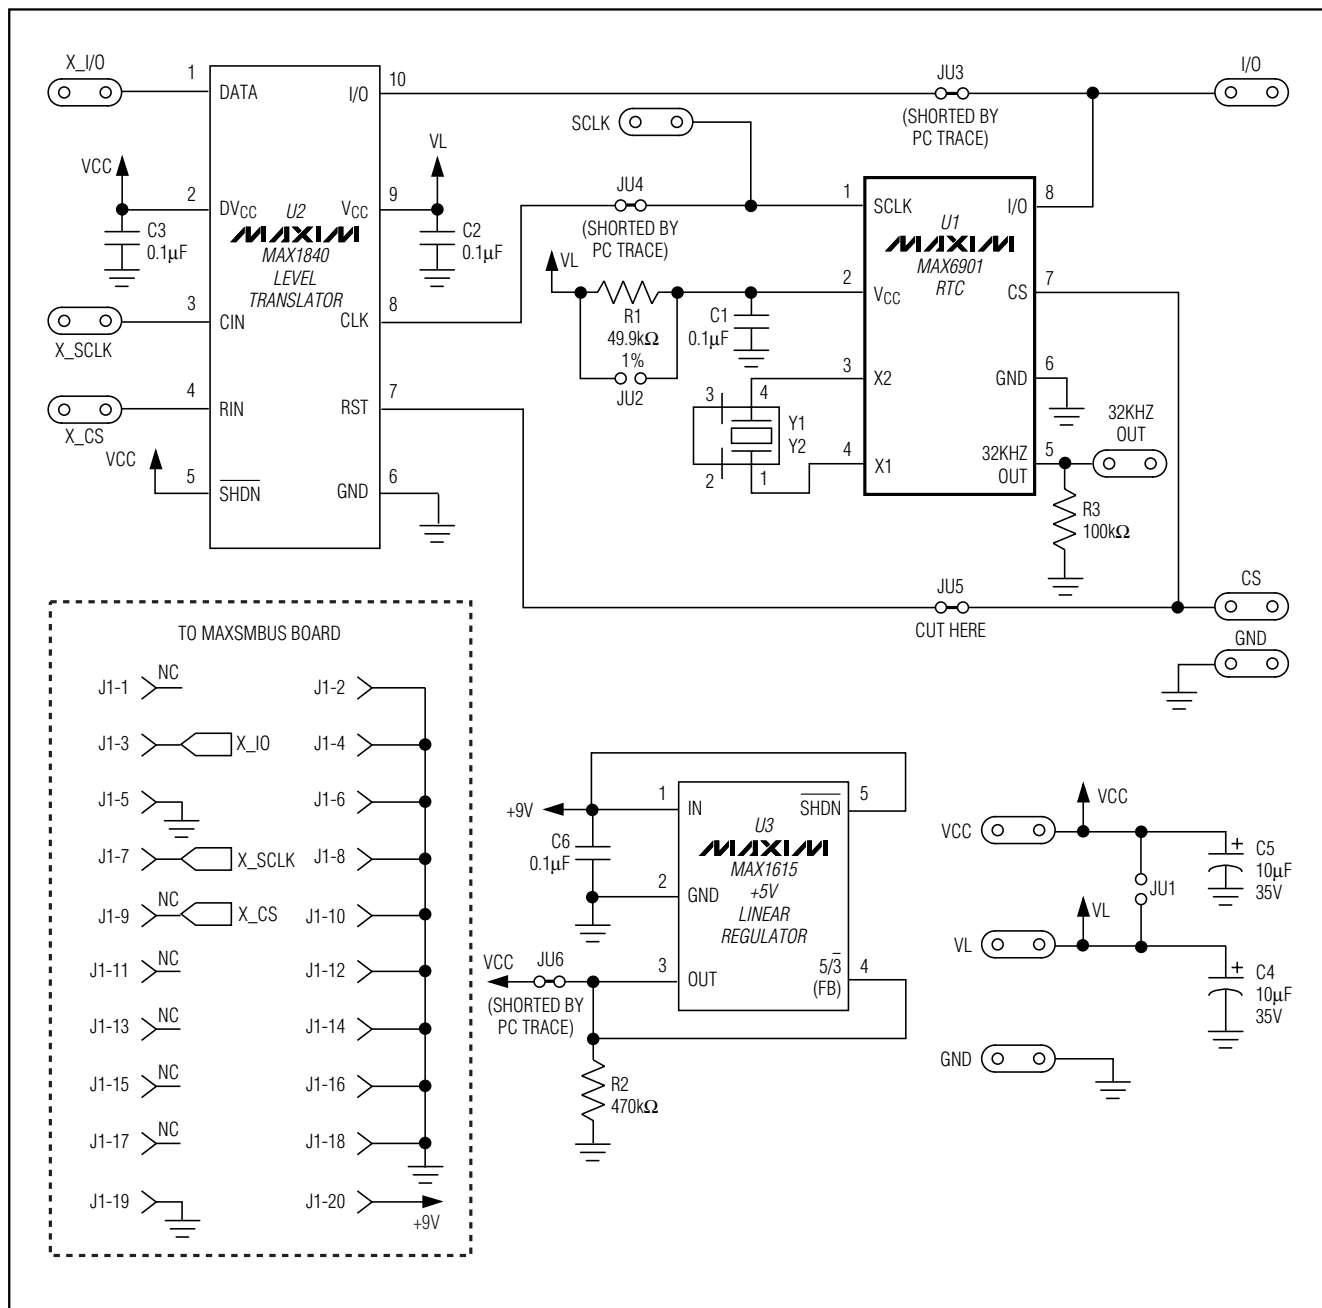 X_I/O
1
DATA
I/O
10
JU3
(SHORTED BY
PC TRACE)
I/O
SCLK
VCC
2
DVCC
VCC
9
VL
U2
MAXIM
MAX1840
LEVEL
TRANSLATOR
C3
0.1µF
C2
0.1µF
JU4
(SHORTED BY
PC TRACE)
1
SCLK
I/O
8
U1
MAXIM
MAX6901
RTC
VL
R1
49.9kΩ
1%
JU2
C1
0.1µF
2
VCC
CS
7
X_SCLK
3
CIN
CLK
8
3
X2
GND
6
X_CS
4
RIN
RST
7
3
4
Y1
Y2
2
1
4
X1
32KHZ
OUT
5
32KHZ
OUT
R3
100kΩ
VCC
5
SHDN
GND
6
JU5
CUT HERE
CS
GND
TO MAXSMBUS BOARD
J1-1
NC
J1-2
J1-3
X_IO
J1-4
J1-5
J1-6
J1-7
X_SCLK
J1-8
J1-9
NC
X_CS
J1-10
J1-11
NC
J1-12
J1-13
NC
J1-14
J1-15
NC
J1-16
J1-17
NC
J1-18
J1-19
J1-20
+9V
+9V
1
IN
SHDN
5
C6
0.1µF
U3
MAXIM
MAX1615
+5V
LINEAR
REGULATOR
2
GND
VCC
JU6
(SHORTED BY
PC TRACE)
3
OUT
5/3
(FB)
4
R2
470kΩ
VCC
VCC
JU1
+
C5
10µF
35V
VL
VL
+
C4
10µF
35V
GND